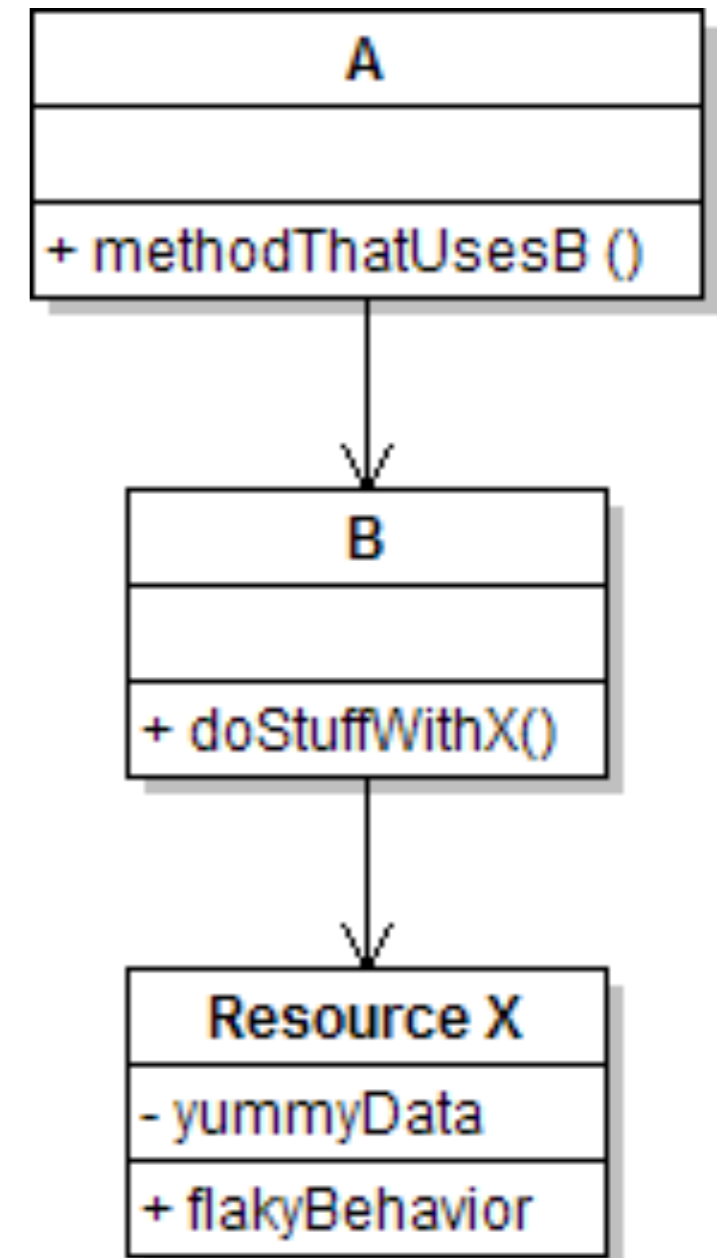 A
+ methodThatUsesB ()
B
+ doStuffWithX()
Resource X
- yummyData
+ flakyBehavior